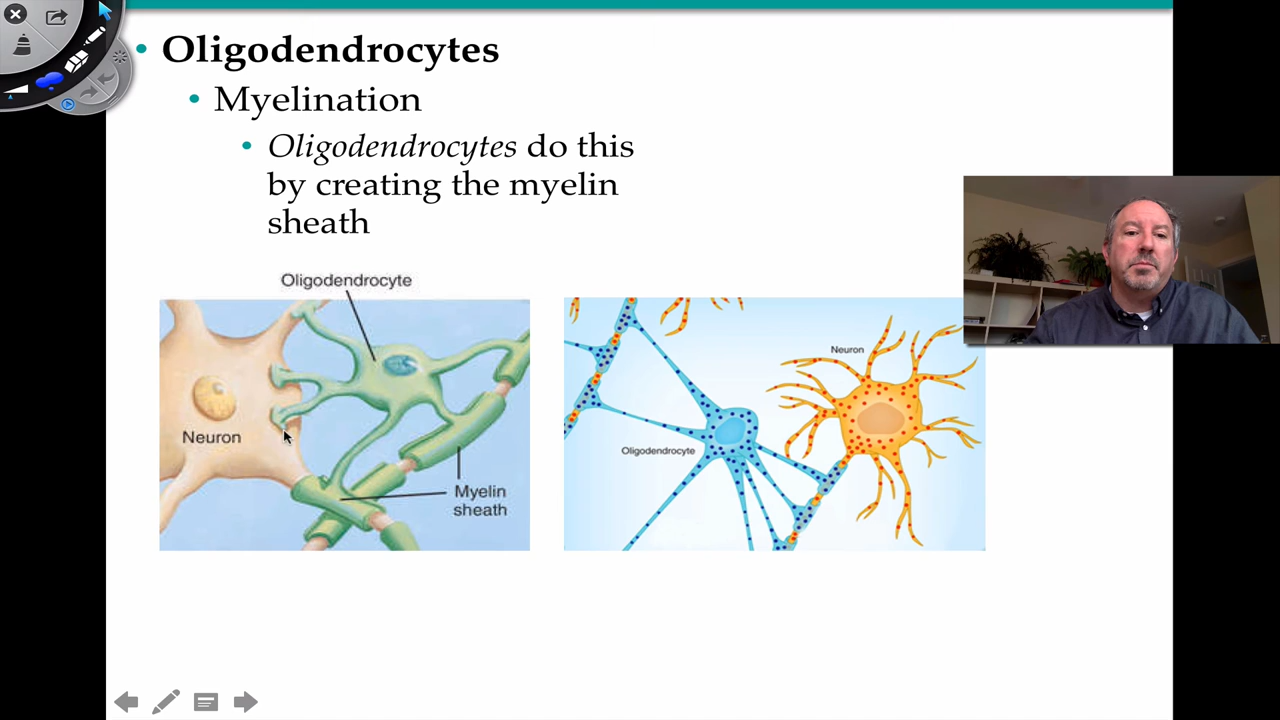 Oligodendrocytes
Myelination
Oligodendrocytes do this
by creating the myelin
sheath
Oligodendrocyte
Neuron
Myelin
sheath
Neuron
Oligodendrocyte